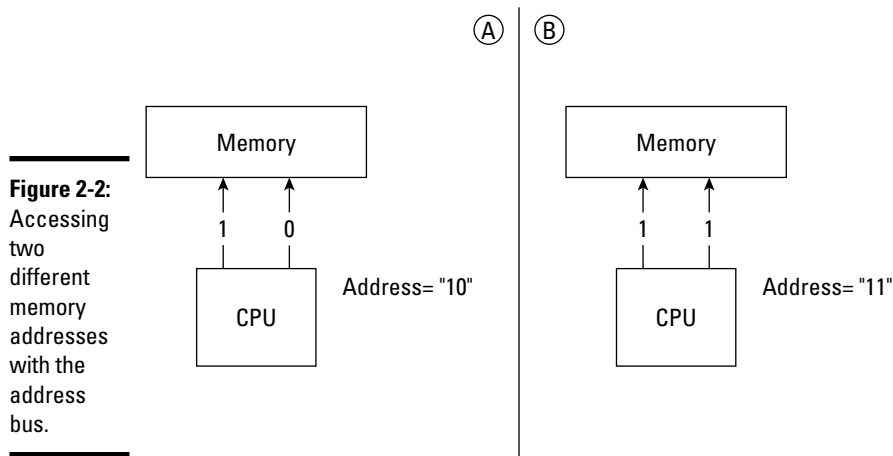 Figure 2-2:
Accessing
two
different
memory
addresses
with the
address
bus.
A
Memory
1 0
CPU
Address= "10"
B
Memory
1 1
CPU
Address= "11"